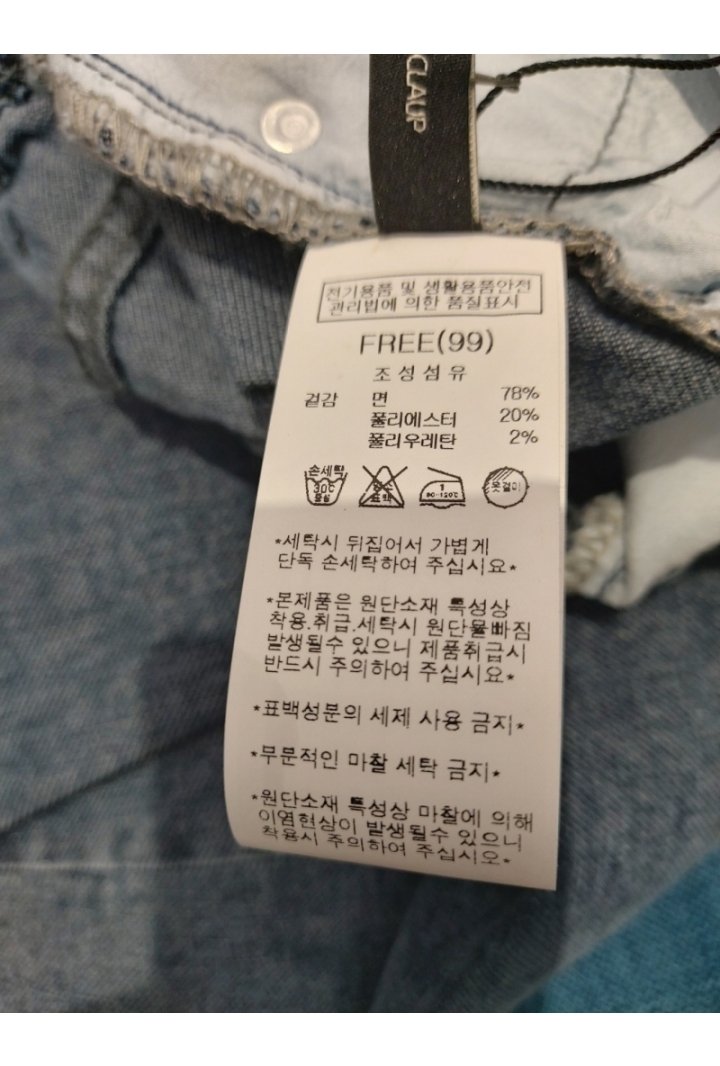 CLAUP
전기용품 및 생활용품안전
관리법에 의한 품질표시
FREE(99)
조성섬유
겉감 면 78%
폴리에스터 20%
폴리우레탄 2%
손세탁
30℃
중성
염소
표백
1
80-120℃
옷걸이
*세탁시 뒤집어서 가볍게
단독 손세탁하여 주십시요*
*본제품은 원단소재 특성상
착용.취급.세탁시 원단물빠짐
발생될수 있으니 제품취급시
반드시 주의하여 주십시요*
*표백성분의 세제 사용 금지*
*부문적인 마찰 세탁 금지*
*원단소재 특성상 마찰에 의해
이염현상이 발생될수 있으니
착용시 주의하여 주십시오*